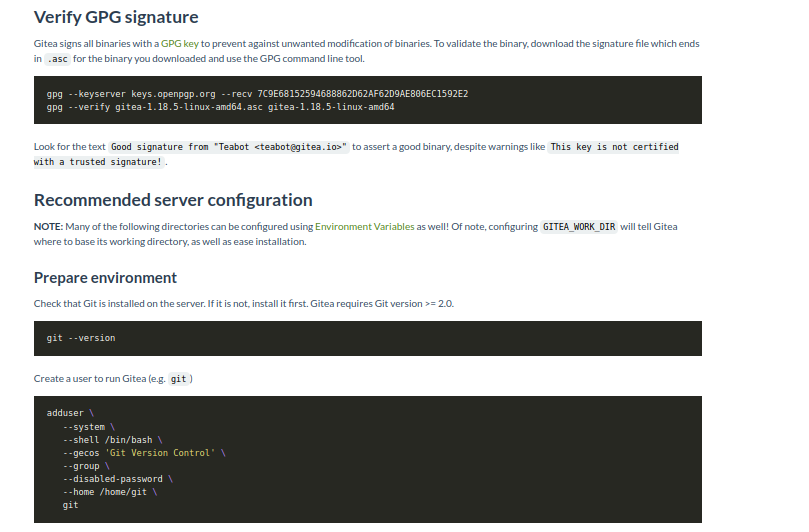 Verify GPG signature
Gitea signs all binaries with a GPG key to prevent against unwanted modification of binaries. To validate the binary, download the signature file which ends
in .asc for the binary you downloaded and use the GPG command line tool.
gpg --keyserver keys.openpgp.org --recv 7C9E68152594688862D62AF62D9AE806EC1592E2
gpg --verify gitea-1.18.5-linux-amd64.asc gitea-1.18.5-linux-amd64
Look for the text Good signature from "Teabot <teabot@gitea.io>" to assert a good binary, despite warnings like This key is not certified
with a trusted signature! .
Recommended server configuration
NOTE: Many of the following directories can be configured using Environment Variables as well! Of note, configuring GITEA_WORK_DIR will tell Gitea
where to base its working directory, as well as ease installation.
Prepare environment
Check that Git is installed on the server. If it is not, install it first. Gitea requires Git version >= 2.0.
git --version
Create a user to run Gitea (e.g. git )
adduser \
   --system \
   --shell /bin/bash \
   --gecos 'Git Version Control' \
   --group \
   --disabled-password \
   --home /home/git \
   git